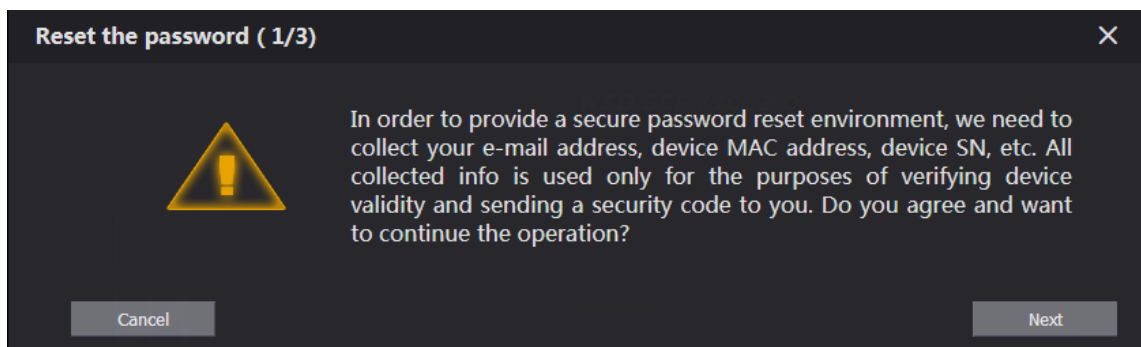 Reset the password ( 1/3)
In order to provide a secure password reset environment, we need to
collect your e-mail address, device MAC address, device SN, etc. All
collected info is used only for the purposes of verifying device
validity and sending a security code to you. Do you agree and want
to continue the operation?
Cancel
Next